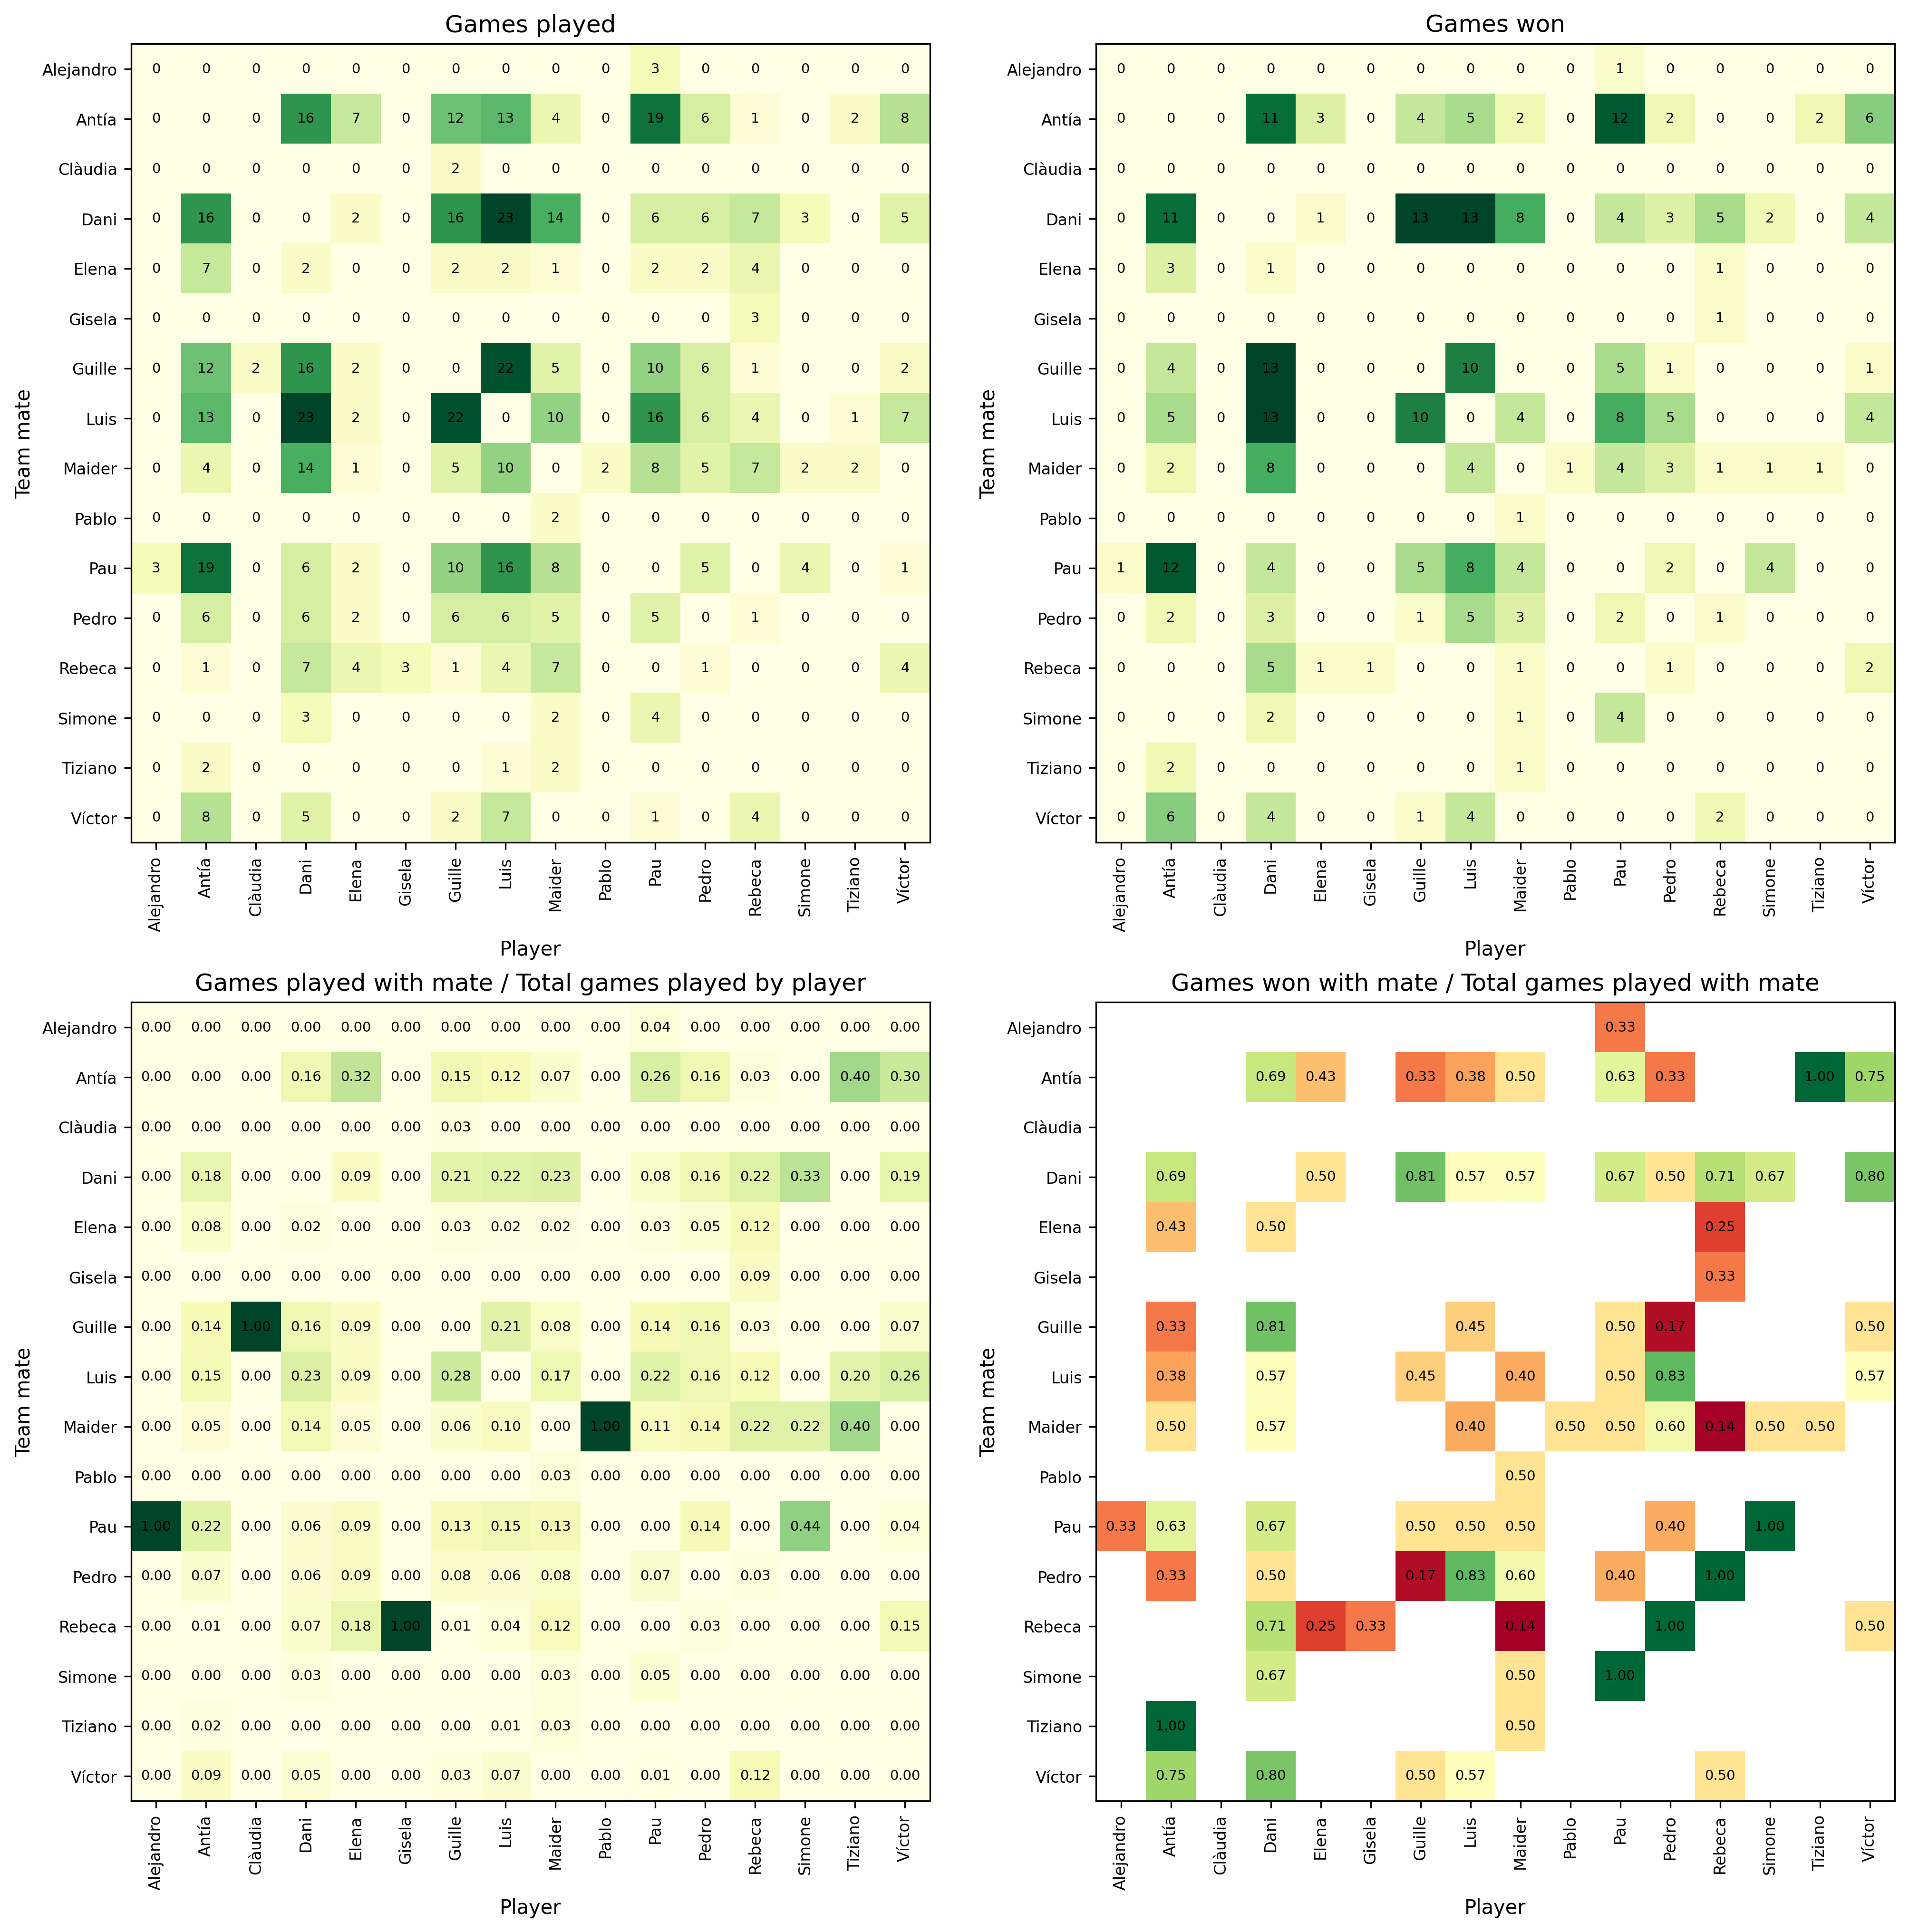 Games played
Alejandro 0 0 0 0 0 0 0 0 0 0 3 0 0 0 0 0
Antía 0 0 0 16 7 0 12 13 4 0 19 6 1 0 2 8
Clàudia 0 0 0 0 0 0 2 0 0 0 0 0 0 0 0 0
Dani 0 16 0 0 2 0 16 23 14 0 6 6 7 3 0 5
Elena 0 7 0 2 0 0 2 2 1 0 2 2 4 0 0 0
Gisela 0 0 0 0 0 0 0 0 0 0 0 0 3 0 0 0
Guille 0 12 2 16 2 0 0 22 5 0 10 6 1 0 0 2
Luis 0 13 0 23 2 0 22 0 10 0 16 6 4 0 1 7
Maider 0 4 0 14 1 0 5 10 0 2 8 5 7 2 2 0
Pablo 0 0 0 0 0 0 0 0 2 0 0 0 0 0 0 0
Pau 3 19 0 6 2 0 10 16 8 0 0 5 0 4 0 1
Pedro 0 6 0 6 2 0 6 6 5 0 5 0 1 0 0 0
Rebeca 0 1 0 7 4 3 1 4 7 0 0 1 0 0 0 4
Simone 0 0 0 3 0 0 0 0 2 0 4 0 0 0 0 0
Tiziano 0 2 0 0 0 0 0 1 2 0 0 0 0 0 0 0
Víctor 0 8 0 5 0 0 2 7 0 0 1 0 4 0 0 0
Team mate
Alejandro Antía Clàudia Dani Elena Gisela Guille Luis Maider Pablo Pau Pedro Rebeca Simone Tiziano Víctor
Player
Games won
Alejandro 0 0 0 0 0 0 0 0 0 0 1 0 0 0 0 0
Antía 0 0 0 11 3 0 4 5 2 0 12 2 0 0 2 6
Clàudia 0 0 0 0 0 0 0 0 0 0 0 0 0 0 0 0
Dani 0 11 0 0 1 0 13 13 8 0 4 3 5 2 0 4
Elena 0 3 0 1 0 0 0 0 0 0 0 0 1 0 0 0
Gisela 0 0 0 0 0 0 0 0 0 0 0 0 1 0 0 0
Guille 0 4 0 13 0 0 0 10 0 0 5 1 0 0 0 1
Luis 0 5 0 13 0 0 10 0 4 0 8 5 0 0 0 4
Maider 0 2 0 8 0 0 0 4 0 1 4 3 1 1 1 0
Pablo 0 0 0 0 0 0 0 0 1 0 0 0 0 0 0 0
Pau 1 12 0 4 0 0 5 8 4 0 0 2 0 4 0 0
Pedro 0 2 0 3 0 0 1 5 3 0 2 0 1 0 0 0
Rebeca 0 0 0 5 1 1 0 0 1 0 0 1 0 0 0 2
Simone 0 0 0 2 0 0 0 0 1 0 4 0 0 0 0 0
Tiziano 0 2 0 0 0 0 0 0 1 0 0 0 0 0 0 0
Víctor 0 6 0 4 0 0 1 4 0 0 0 0 2 0 0 0
Team mate
Alejandro Antía Clàudia Dani Elena Gisela Guille Luis Maider Pablo Pau Pedro Rebeca Simone Tiziano Víctor
Player
Games played with mate / Total games played by player
Alejandro 0.00 0.00 0.00 0.00 0.00 0.00 0.00 0.00 0.00 0.00 0.04 0.00 0.00 0.00 0.00 0.00
Antía 0.00 0.00 0.00 0.16 0.32 0.00 0.15 0.12 0.07 0.00 0.26 0.16 0.03 0.00 0.40 0.30
Clàudia 0.00 0.00 0.00 0.00 0.00 0.00 0.03 0.00 0.00 0.00 0.00 0.00 0.00 0.00 0.00 0.00
Dani 0.00 0.18 0.00 0.00 0.09 0.00 0.21 0.22 0.23 0.00 0.08 0.16 0.22 0.33 0.00 0.19
Elena 0.00 0.08 0.00 0.02 0.00 0.00 0.03 0.02 0.02 0.00 0.03 0.05 0.12 0.00 0.00 0.00
Gisela 0.00 0.00 0.00 0.00 0.00 0.00 0.00 0.00 0.00 0.00 0.00 0.00 0.09 0.00 0.00 0.00
Guille 0.00 0.14 1.00 0.16 0.09 0.00 0.00 0.21 0.08 0.00 0.14 0.16 0.03 0.00 0.00 0.07
Luis 0.00 0.15 0.00 0.23 0.09 0.00 0.28 0.00 0.17 0.00 0.22 0.16 0.12 0.00 0.20 0.26
Maider 0.00 0.05 0.00 0.14 0.05 0.00 0.06 0.10 0.00 1.00 0.11 0.14 0.22 0.22 0.40 0.00
Pablo 0.00 0.00 0.00 0.00 0.00 0.00 0.00 0.00 0.03 0.00 0.00 0.00 0.00 0.00 0.00 0.00
Pau 1.00 0.22 0.00 0.06 0.09 0.00 0.13 0.15 0.13 0.00 0.00 0.14 0.00 0.44 0.00 0.04
Pedro 0.00 0.07 0.00 0.06 0.09 0.00 0.08 0.06 0.08 0.00 0.07 0.00 0.03 0.00 0.00 0.00
Rebeca 0.00 0.01 0.00 0.07 0.18 1.00 0.01 0.04 0.12 0.00 0.00 0.03 0.00 0.00 0.00 0.15
Simone 0.00 0.00 0.00 0.03 0.00 0.00 0.00 0.00 0.03 0.00 0.05 0.00 0.00 0.00 0.00 0.00
Tiziano 0.00 0.02 0.00 0.00 0.00 0.00 0.00 0.01 0.03 0.00 0.00 0.00 0.00 0.00 0.00 0.00
Víctor 0.00 0.09 0.00 0.05 0.00 0.00 0.03 0.07 0.00 0.00 0.01 0.00 0.12 0.00 0.00 0.00
Team mate
Alejandro Antía Clàudia Dani Elena Gisela Guille Luis Maider Pablo Pau Pedro Rebeca Simone Tiziano Víctor
Player
Games won with mate / Total games played with mate
Alejandro 0.33
Antía 0.69 0.43 0.33 0.38 0.50 0.63 0.33 1.00 0.75
Clàudia
Dani 0.69 0.50 0.81 0.57 0.57 0.67 0.50 0.71 0.67 0.80
Elena 0.43 0.50 0.25
Gisela 0.33
Guille 0.33 0.81 0.45 0.50 0.17 0.50
Luis 0.38 0.57 0.45 0.40 0.50 0.83 0.57
Maider 0.50 0.57 0.40 0.50 0.50 0.60 0.14 0.50 0.50
Pablo 0.50
Pau 0.33 0.63 0.67 0.50 0.50 0.50 0.40 1.00
Pedro 0.33 0.50 0.17 0.83 0.60 0.40 1.00
Rebeca 0.71 0.25 0.33 0.14 1.00 0.50
Simone 0.67 0.50 1.00
Tiziano 1.00 0.50
Víctor 0.75 0.80 0.50 0.57 0.50
Team mate
Alejandro Antía Clàudia Dani Elena Gisela Guille Luis Maider Pablo Pau Pedro Rebeca Simone Tiziano Víctor
Player